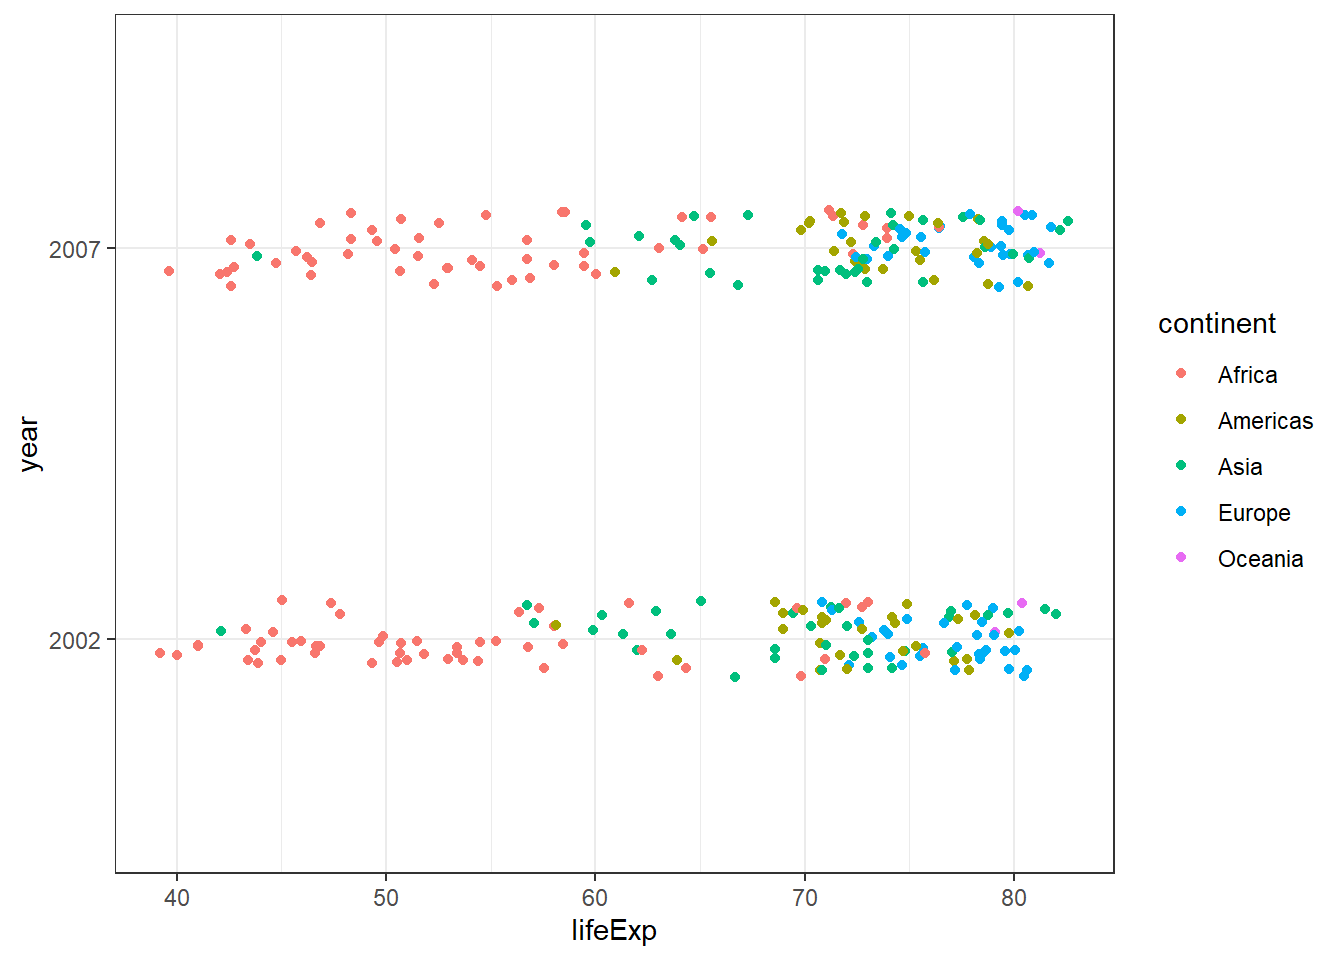 2007
2002
year
40 50 60 70 80
lifeExp
continent
Africa
Americas
Asia
Europe
Oceania